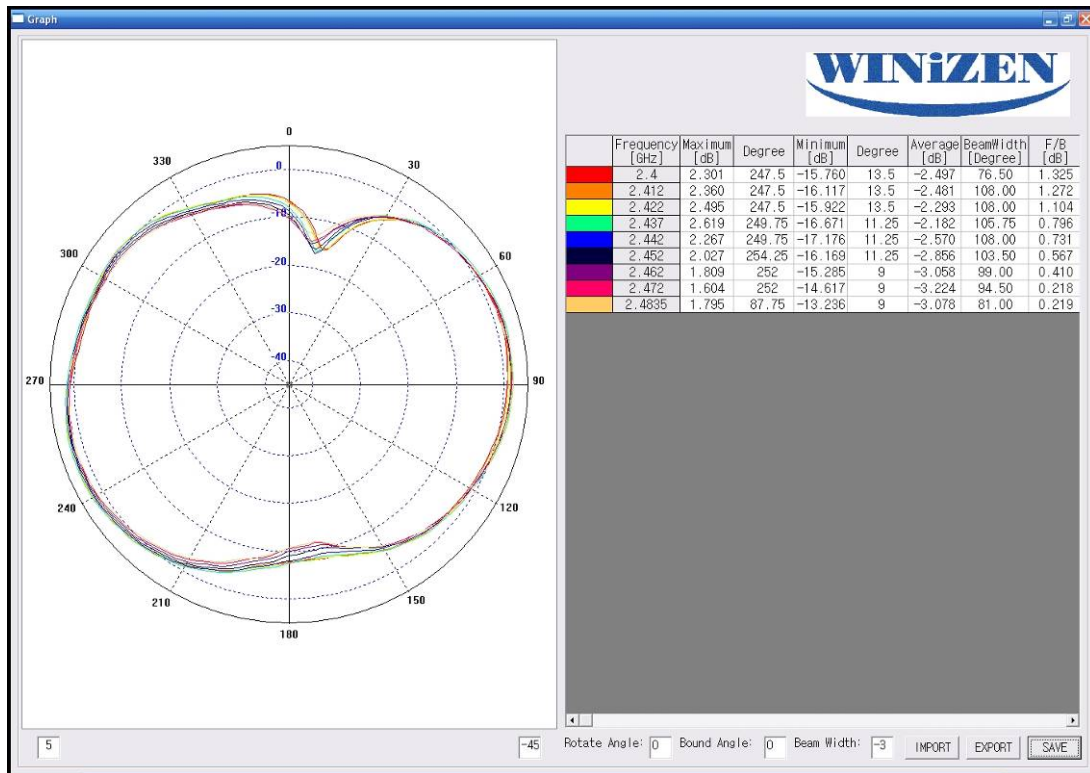 Graph
WINiZEN
0
330
30
0
-10
300
60
-20
-30
-40
270
90
240
120
210
150
180
Frequency [GHz] Maximum [dB] Degree Minimum [dB] Degree Average [dB] BeamWidth [Degree] F/B [dB]
2.4 2.301 247.5 -15.760 13.5 -2.497 76.50 1.325
2.412 2.360 247.5 -16.117 13.5 -2.481 108.00 1.272
2.422 2.495 247.5 -15.922 13.5 -2.293 108.00 1.104
2.437 2.619 249.75 -16.671 11.25 -2.182 105.75 0.796
2.442 2.267 249.75 -17.176 11.25 -2.570 108.00 0.731
2.452 2.027 254.25 -16.169 11.25 -2.856 103.50 0.567
2.462 1.809 252 -15.285 9 -3.058 99.00 0.410
2.472 1.604 252 -14.617 9 -3.224 94.50 0.218
2.4835 1.795 87.75 -13.236 9 -3.078 81.00 0.219
5 -45 Rotate Angle: 0 Bound Angle: 0 Beam Width: -3 IMPORT EXPORT SAVE